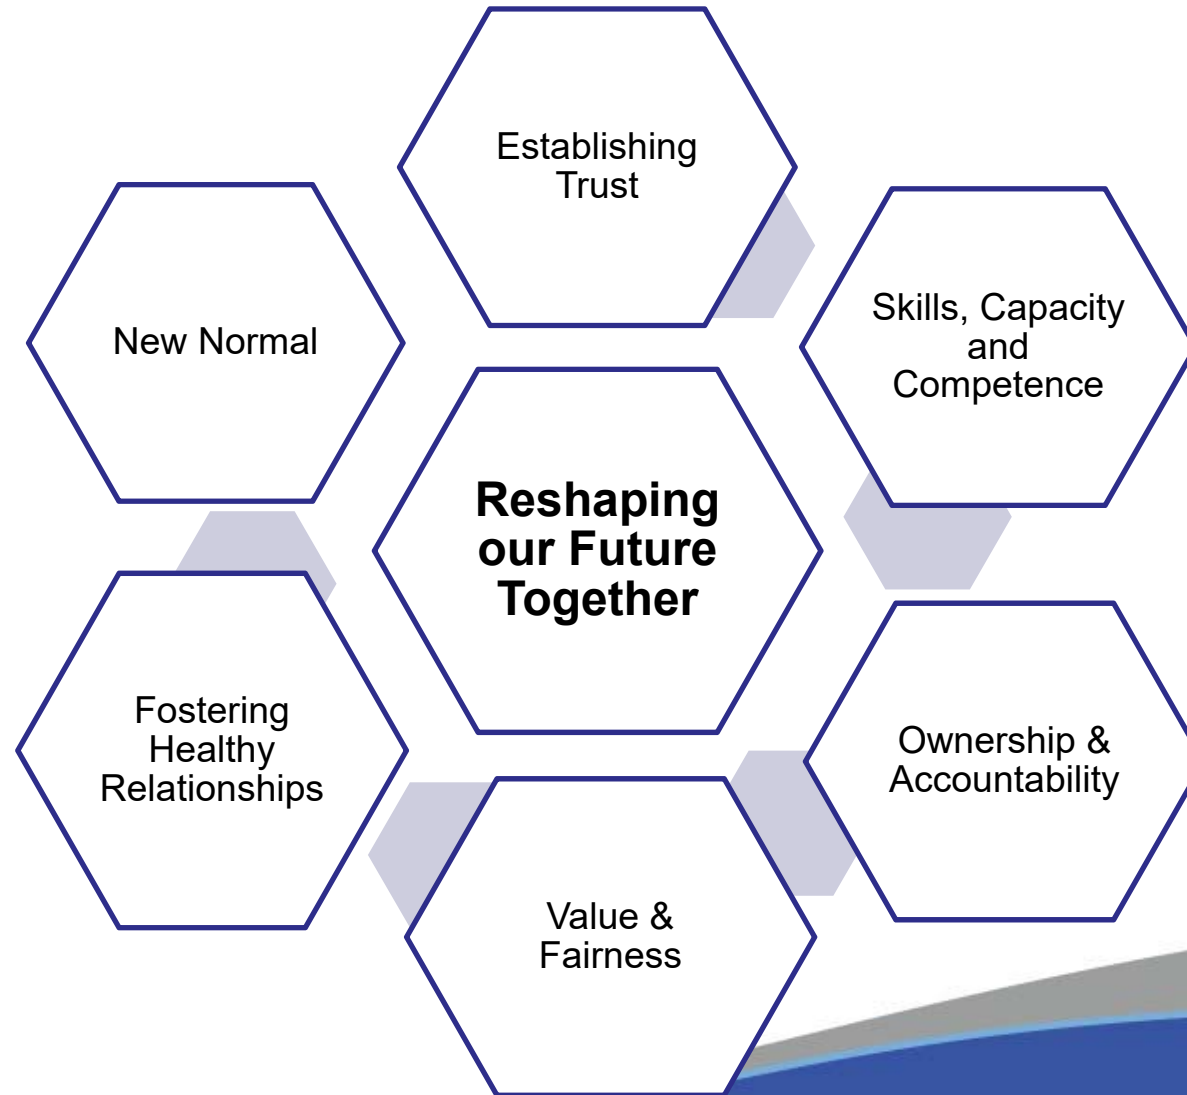 Establishing
Trust
New Normal
Skills, Capacity
and
Competence
Reshaping
our Future
Together
Fostering
Healthy
Relationships
Ownership &
Accountability
Value &
Fairness